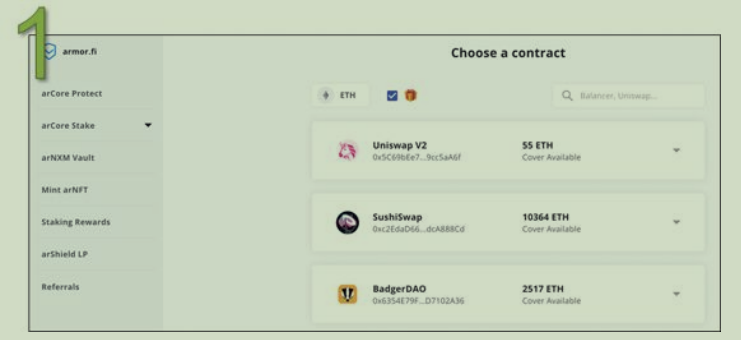 1
armor.fi
Choose a contract
arCore Protect
ETH
Balancer, Uniswap...
arCore Stake
Uniswap V2
55 ETH
0x5C69bEe7...9cc5aA6f
Cover Available
arNXM Vault
Mint arNFT
Staking Rewards
SushiSwap
10364 ETH
0xc2EdaD66...dcA888Cd
Cover Available
arShield LP
Referrals
BadgerDAO
2517 ETH
0x6354E79F...D7102A36
Cover Available